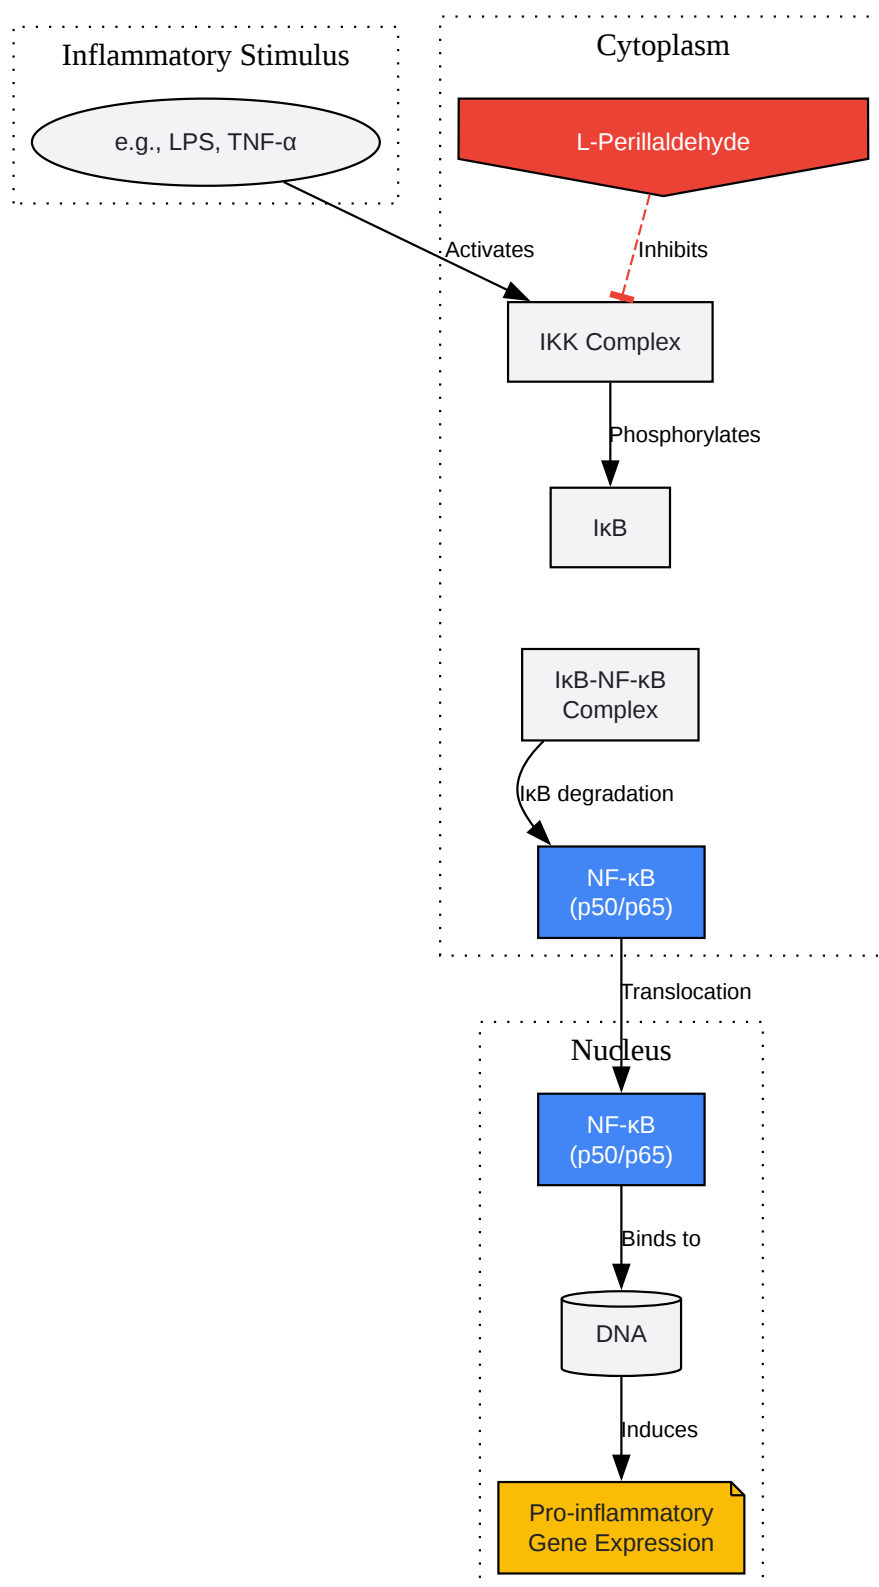 Inflammatory Stimulus
Cytoplasm
e.g., LPS, TNF-α
L-Perillaldehyde
Activates
Inhibits
IKK Complex
Phosphorylates
IκB
IκB-NF-κB
Complex
IκB degradation
NF-κB
(p50/p65)
Translocation
Nucleus
NF-κB
(p50/p65)
Binds to
DNA
Induces
Pro-inflammatory
Gene Expression